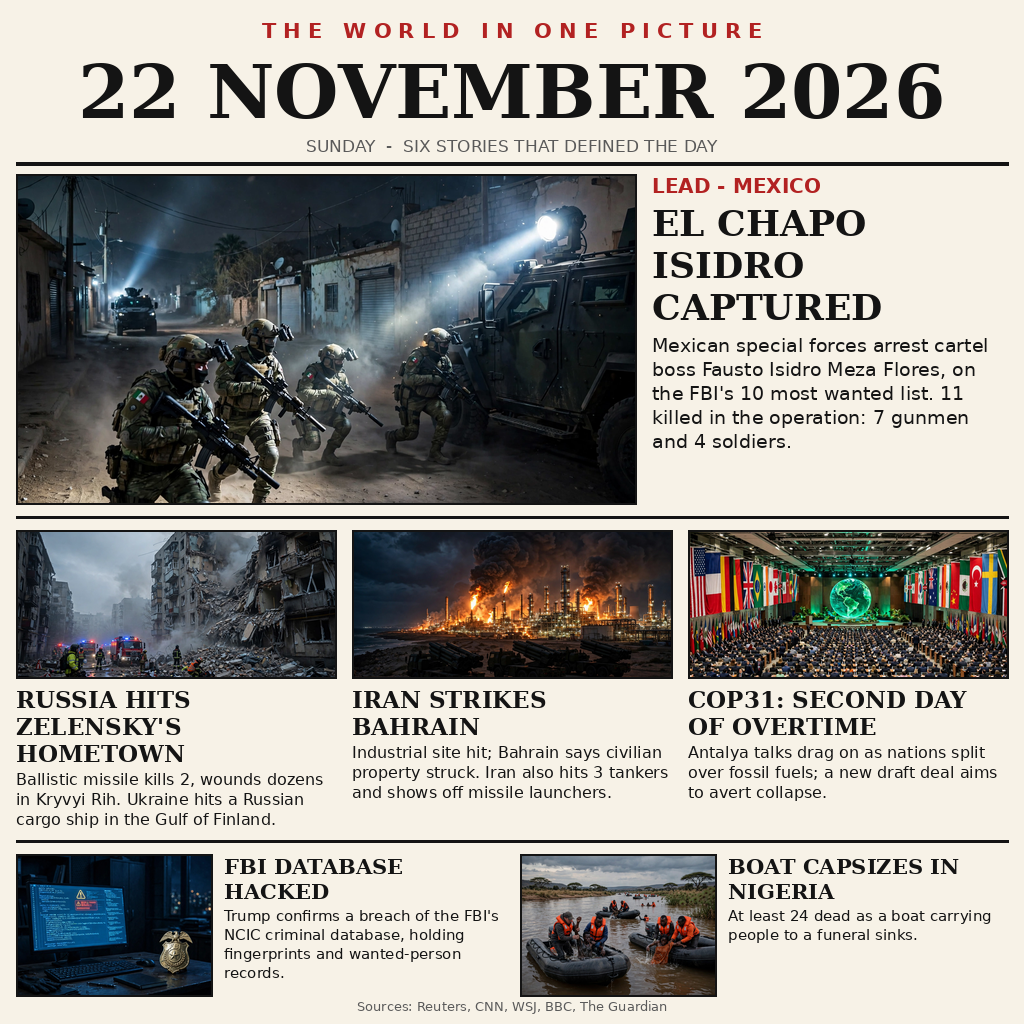 THE WORLD IN ONE PICTURE
22 NOVEMBER 2026
SUNDAY - SIX STORIES THAT DEFINED THE DAY
LEAD - MEXICO
EL CHAPO
ISIDRO
CAPTURED
Mexican special forces arrest cartel
boss Fausto Isidro Meza Flores, on
the FBI's 10 most wanted list. 11
killed in the operation: 7 gunmen
and 4 soldiers.
RUSSIA HITS
ZELENSKY'S
HOMETOWN
Ballistic missile kills 2, wounds dozens
in Kryvyi Rih. Ukraine hits a Russian
cargo ship in the Gulf of Finland.
IRAN STRIKES
BAHRAIN
Industrial site hit; Bahrain says civilian
property struck. Iran also hits 3 tankers
and shows off missile launchers.
COP31: SECOND DAY
OF OVERTIME
Antalya talks drag on as nations split
over fossil fuels; a new draft deal aims
to avert collapse.
FBI DATABASE
HACKED
Trump confirms a breach of the FBI's
NCIC criminal database, holding
fingerprints and wanted-person
records.
BOAT CAPSIZES IN
NIGERIA
At least 24 dead as a boat carrying
people to a funeral sinks.
Sources: Reuters, CNN, WSJ, BBC, The Guardian